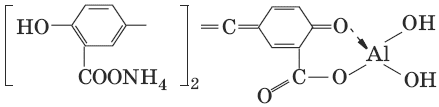 HO
COONH₄
2
=C=
=O
C
O
O
Al
OH
OH